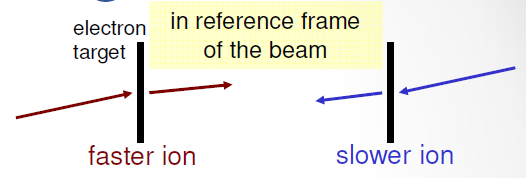 electron
target
in reference frame
of the beam
faster ion
slower ion